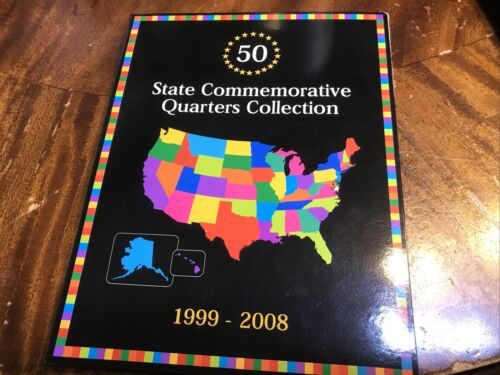 50
State Commemorative
Quarters Collection
1999 - 2008